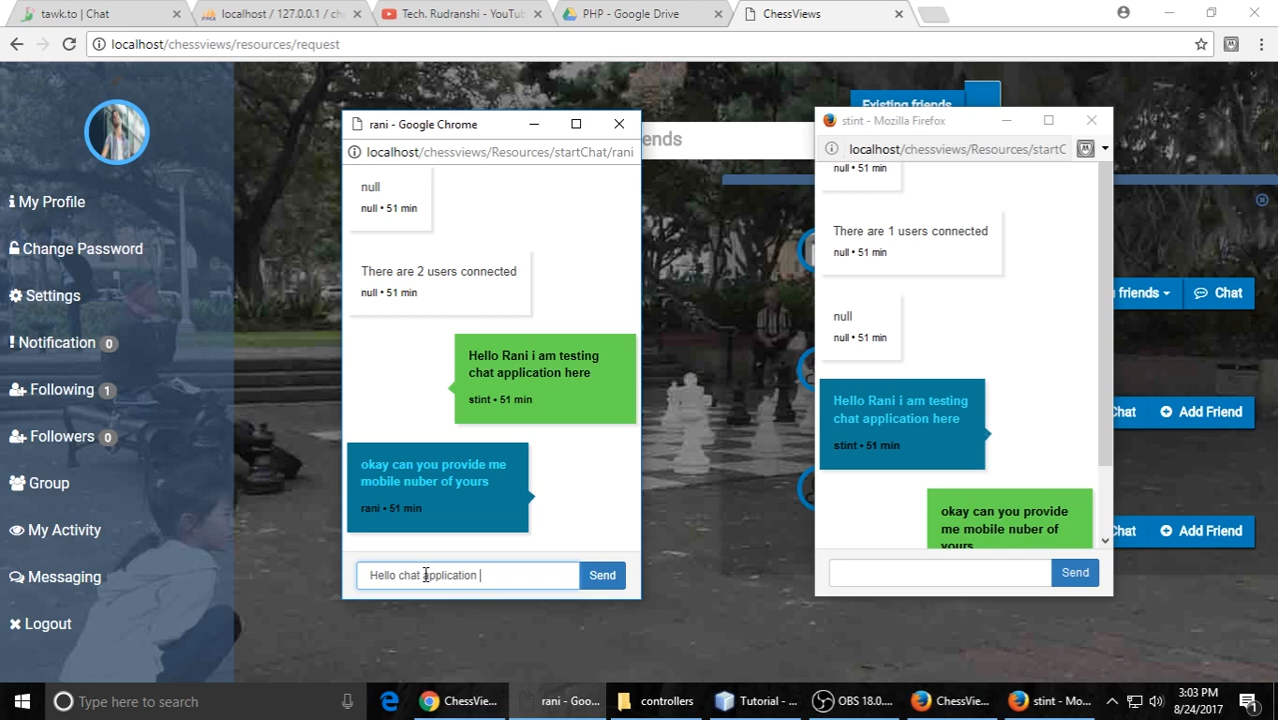 tawk.to | Chat
localhost / 127.0.0.1 / ch
Tech. Rudranshi - YouTu
PHP - Google Drive
ChessViews
localhost/chessviews/resources/request
My Profile
Change Password
Settings
Notification 0
Following 1
Followers 0
Group
My Activity
Messaging
Logout
Existing friends
ends
friends
Chat
Chat
Add Friend
Chat
Add Friend
rani - Google Chrome
localhost/chessviews/Resources/startChat/rani
null
null • 51 min
There are 2 users connected
null • 51 min
Hello Rani i am testing
chat application here
stint • 51 min
okay can you provide me
mobile nuber of yours
rani • 51 min
Hello chat application
Send
stint - Mozilla Firefox
localhost/chessviews/Resources/startC
null • 51 min
There are 1 users connected
null • 51 min
null
null • 51 min
Hello Rani i am testing
chat application here
stint • 51 min
okay can you provide
me mobile nuber of
yours
Send
Type here to search
ChessVie...
rani - Goo...
controllers
Tutorial - ...
OBS 18.0....
ChessVie...
stint - Mo...
3:03 PM
8/24/2017
1